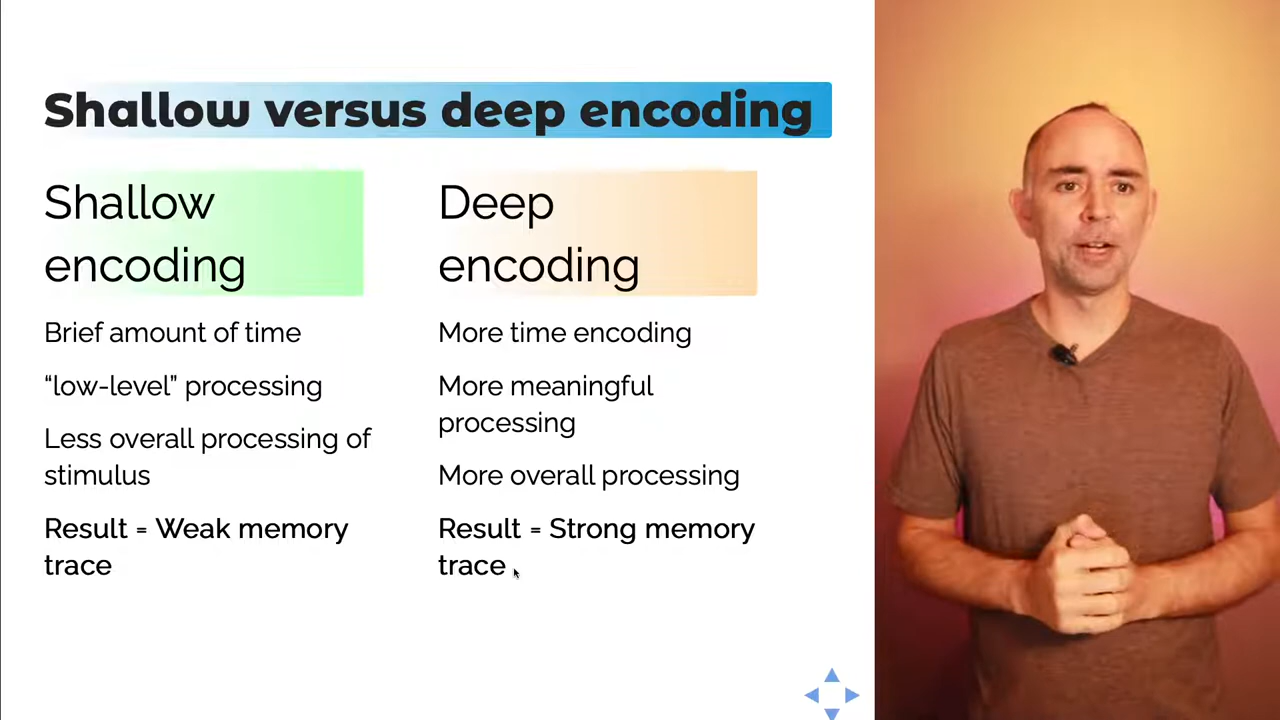 Shallow versus deep encoding
Shallow
encoding
Brief amount of time
“low-level” processing
Less overall processing of
stimulus
Result = Weak memory
trace
Deep
encoding
More time encoding
More meaningful
processing
More overall processing
Result = Strong memory
trace